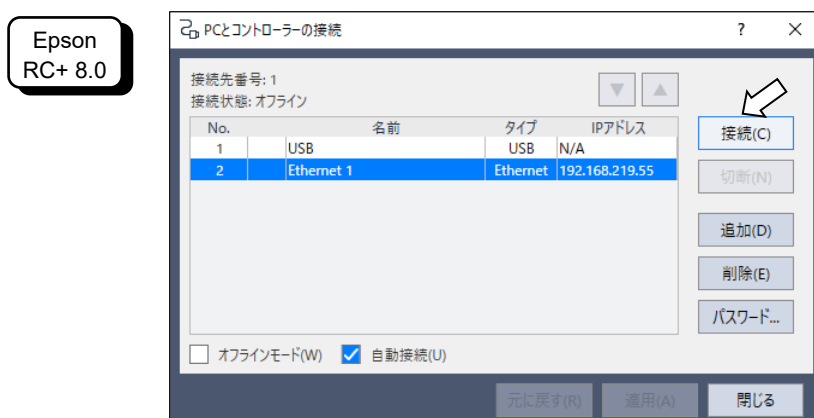 Epson
RC+ 8.0
PCとコントローラーの接続
?
接続先番号: 1
接続状態: オフライン
No. 名前 タイプ IPアドレス
1 USB USB N/A
2 Ethernet 1 Ethernet 192.168.219.55
接続(C)
切断(N)
追加(D)
削除(E)
パスワード...
オフラインモード(W) 自動接続(U)
元に戻す(R) 適用(A) 閉じる